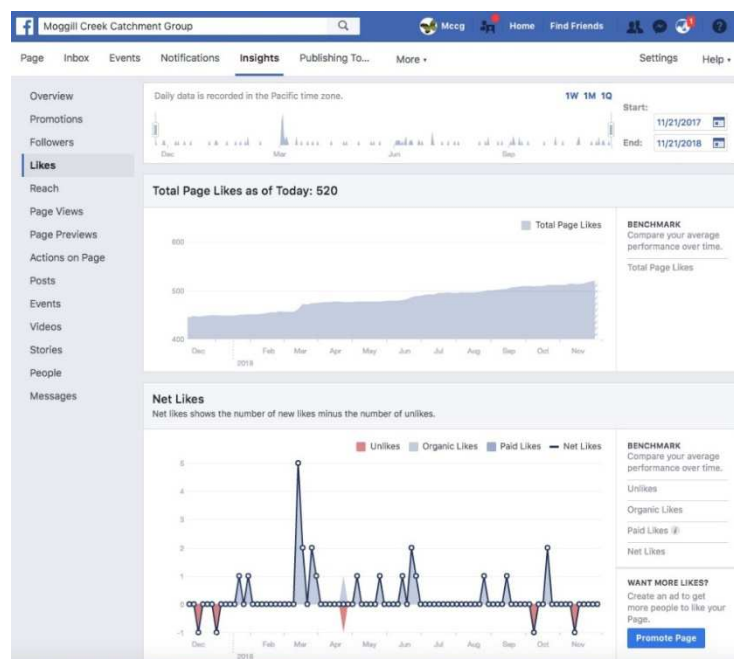 Moggill Creek Catchment Group
Mccg Home Find Friends
Page Inbox Events Notifications Insights Publishing To... More Settings Help
Overview
Promotions
Followers
Likes
Reach
Page Views
Page Previews
Actions on Page
Posts
Events
Videos
Stories
People
Messages
Daily data is recorded in the Pacific time zone. 1W 1M 1Q
Start:
11/21/2017
End: 11/21/2018
Dec Mar Jun Sep
Total Page Likes as of Today: 520
Total Page Likes
600
500
400
Dec Feb Mar Apr May Jun Jul Aug Sep Oct Nov
2018
BENCHMARK
Compare your average
performance over time.
Total Page Likes
Net Likes
Net likes shows the number of new likes minus the number of unlikes.
Unlikes Organic Likes Paid Likes Net Likes
5
4
3
2
1
0
-1
Dec Feb Mar Apr May Jun Jul Aug Sep Oct Nov
2018
BENCHMARK
Compare your average
performance over time.
Unlikes
Organic Likes
Paid Likes
Net Likes
WANT MORE LIKES?
Create an ad to get
more people to like your
Page.
Promote Page